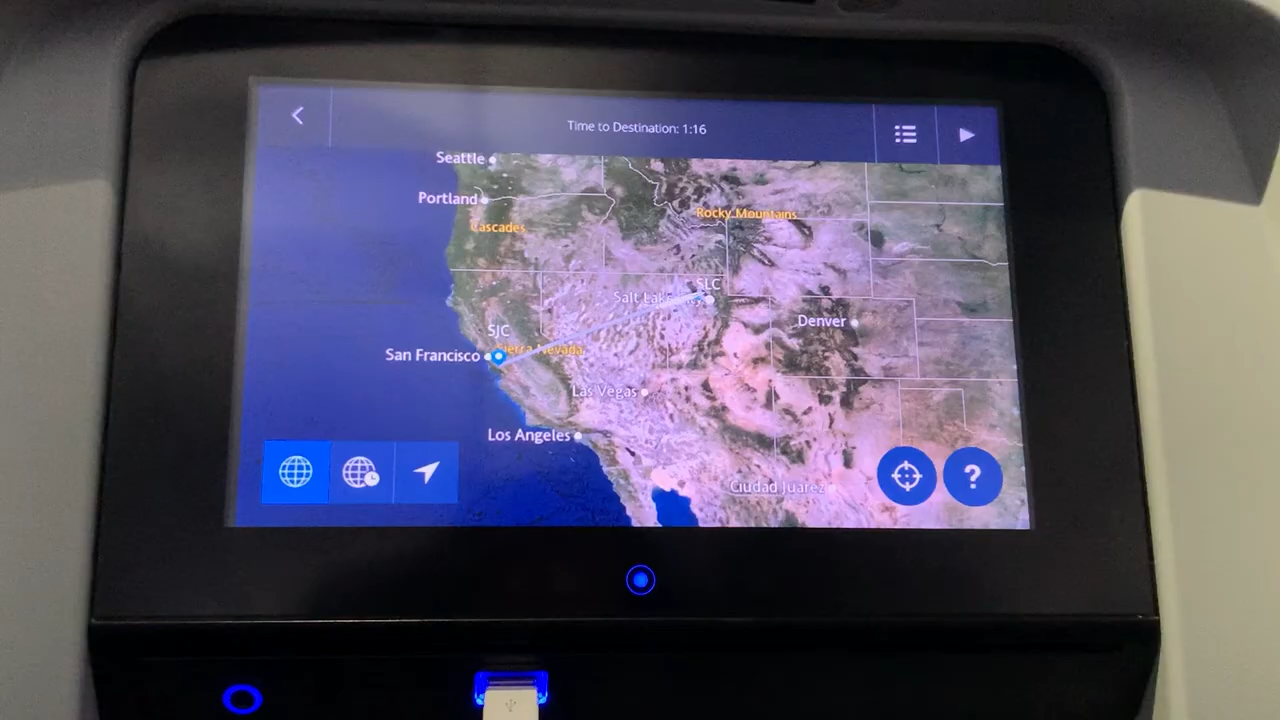 Time to Destination: 1:16
Seattle
Portland
Cascades
Rocky Mountains
SLC
Salt Lake City
Denver
SJC
San Francisco
Sierra Nevada
Las Vegas
Los Angeles
Ciudad Juarez
?